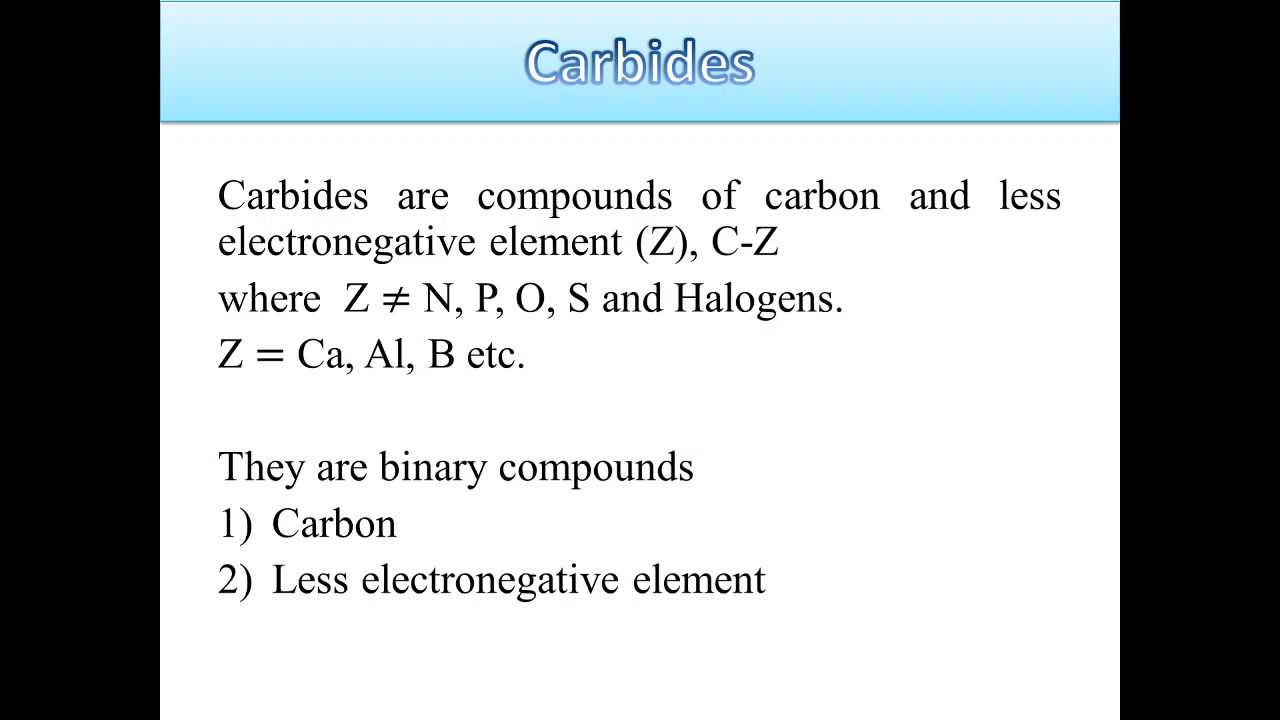 Carbides
Carbides are compounds of carbon and less
electronegative element (Z), C-Z
where Z ≠ N, P, O, S and Halogens.
Z = Ca, Al, B etc.
They are binary compounds
1) Carbon
2) Less electronegative element